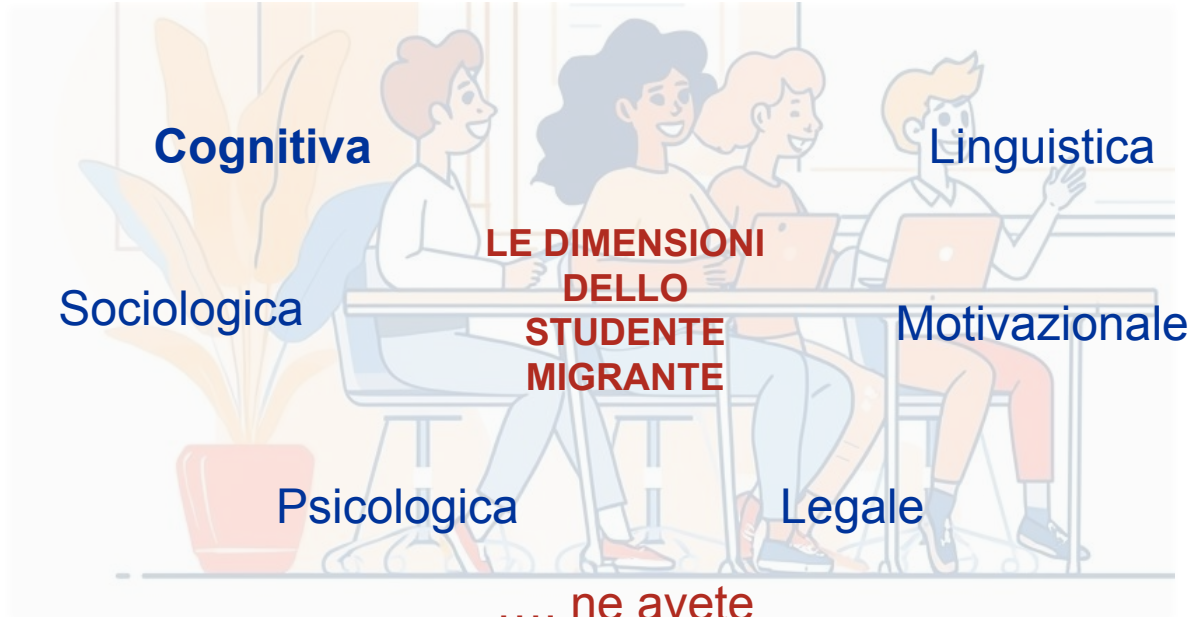 Cognitiva
Linguistica
LE DIMENSIONI
DELLO
STUDENTE
MIGRANTE
Sociologica
Motivazionale
Psicologica
Legale
.... ne avete